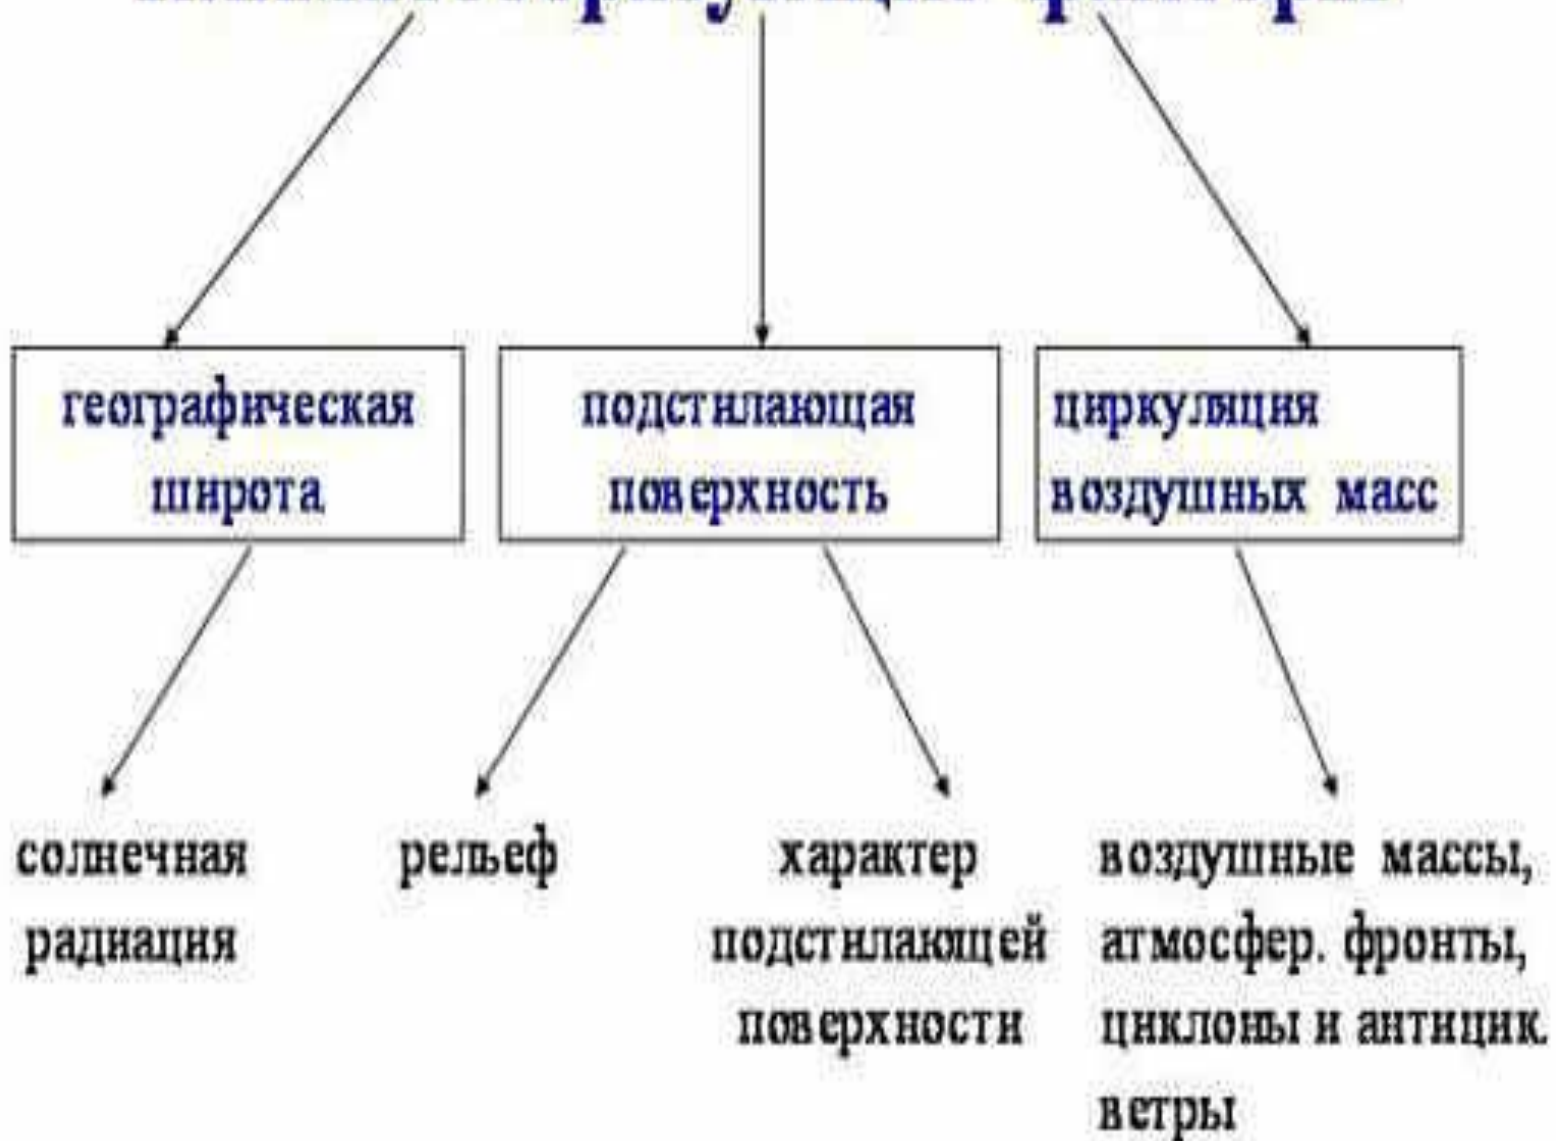 географическая
широта
подстилающая
поверхность
циркуляция
воздушных масс
солнечная
радиация
рельеф
характер
подстилающей
поверхности
воздушные массы,
атмосфер. фронты,
циклоны и антицик.
ветры